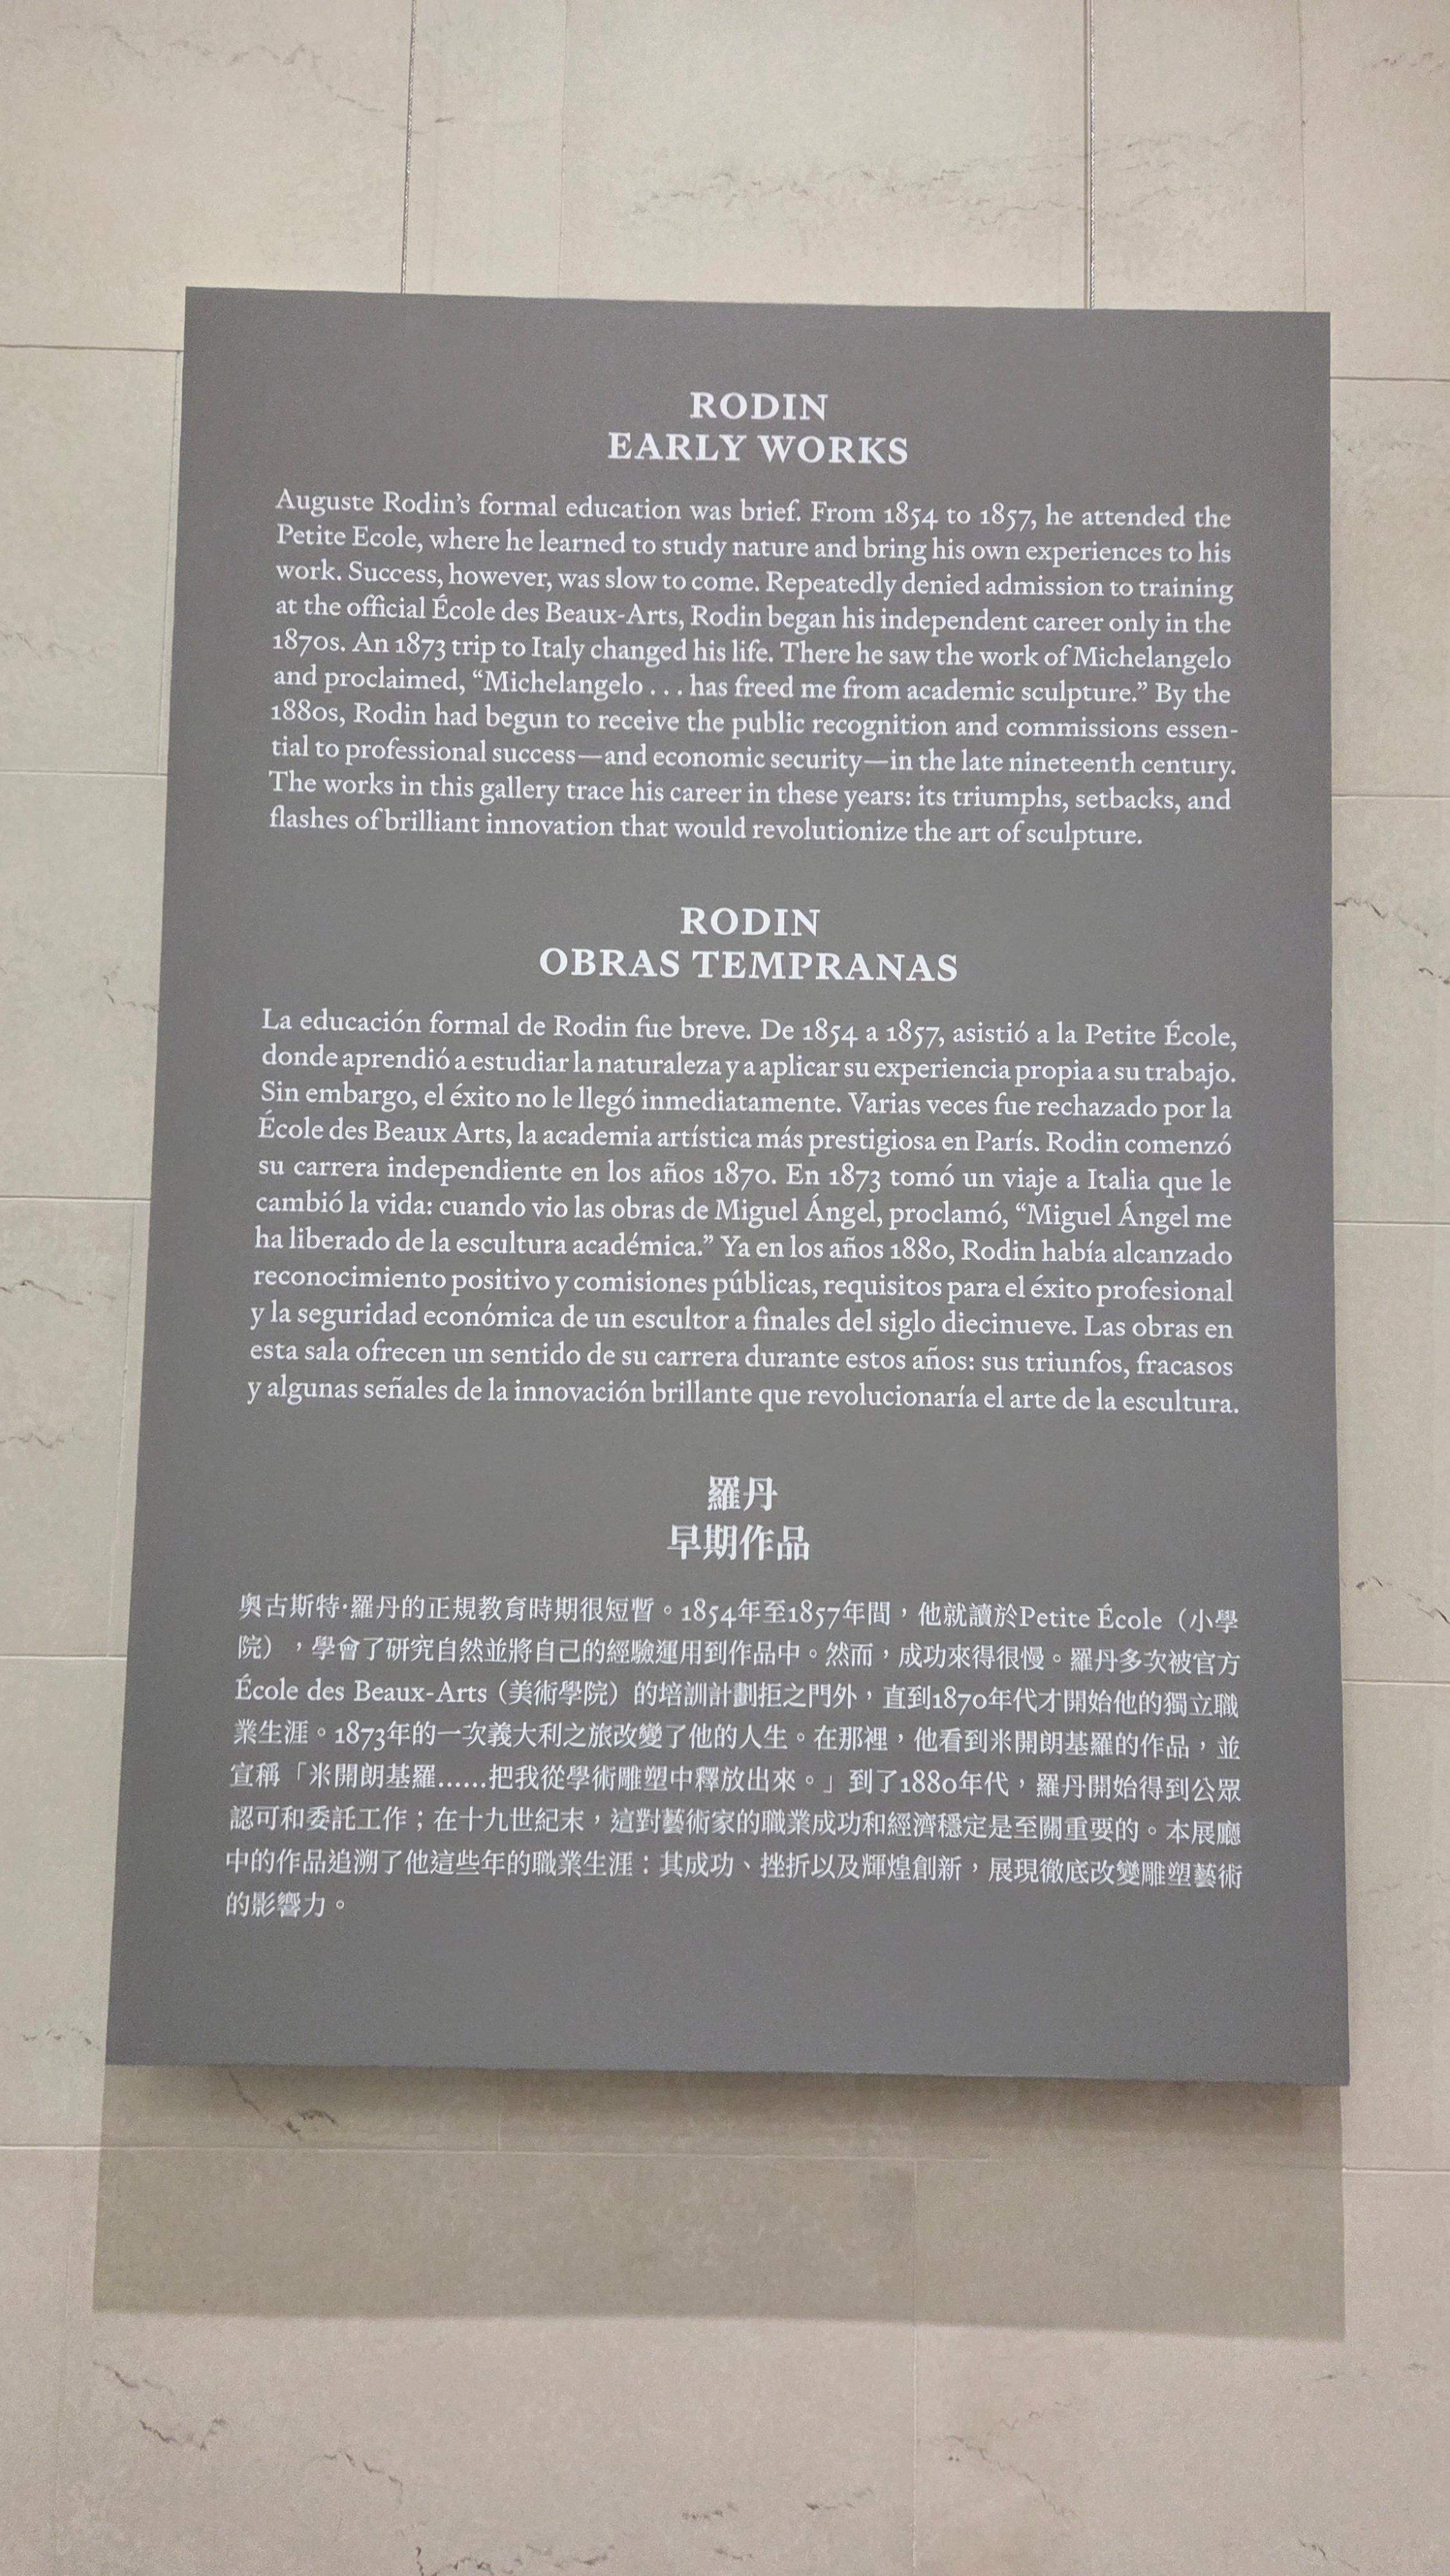 RODIN
EARLY WORKS
Auguste Rodin’s formal education was brief. From 1854 to 1857, he attended the
Petite Ecole, where he learned to study nature and bring his own experiences to his
work. Success, however, was slow to come. Repeatedly denied admission to training
at the official École des Beaux-Arts, Rodin began his independent career only in the
1870s. An 1873 trip to Italy changed his life. There he saw the work of Michelangelo
and proclaimed, “Michelangelo . . . has freed me from academic sculpture.” By the
1880s, Rodin had begun to receive the public recognition and commissions essen-
tial to professional success—and economic security—in the late nineteenth century.
The works in this gallery trace his career in these years: its triumphs, setbacks, and
flashes of brilliant innovation that would revolutionize the art of sculpture.
RODIN
OBRAS TEMPRANAS
La educación formal de Rodin fue breve. De 1854 a 1857, asistió a la Petite École,
donde aprendió a estudiar la naturaleza y a aplicar su experiencia propia a su trabajo.
Sin embargo, el éxito no le llegó inmediatamente. Varias veces fue rechazado por la
École des Beaux Arts, la academia artística más prestigiosa en París. Rodin comenzó
su carrera independiente en los años 1870. En 1873 tomó un viaje a Italia que le
cambió la vida: cuando vio las obras de Miguel Ángel, proclamó, “Miguel Ángel me
ha liberado de la escultura académica.” Ya en los años 1880, Rodin había alcanzado
reconocimiento positivo y comisiones públicas, requisitos para el éxito profesional
y la seguridad económica de un escultor a finales del siglo diecinueve. Las obras en
esta sala ofrecen un sentido de su carrera durante estos años: sus triunfos, fracasos
y algunas señales de la innovación brillante que revolucionaría el arte de la escultura.
羅丹
早期作品
奧古斯特·羅丹的正規教育時期很短暫。1854年至1857年間，他就讀於Petite École（小學
院），學會了研究自然並將自己的經驗運用到作品中。然而，成功來得很慢。羅丹多次被官方
École des Beaux-Arts（美術學院）的培訓計劃拒之門外，直到1870年代才開始他的獨立職
業生涯。1873年的一次義大利之旅改變了他的人生。在那裡，他看到米開朗基羅的作品，並
宣稱「米開朗基羅……把我從學術雕塑中釋放出來。」到了1880年代，羅丹開始得到公眾
認可和委託工作；在十九世紀末，這對藝術家的職業成功和經濟穩定是至關重要的。本展廳
中的作品追溯了他這些年的職業生涯：其成功、挫折以及輝煌創新，展現徹底改變雕塑藝術
的影響力。